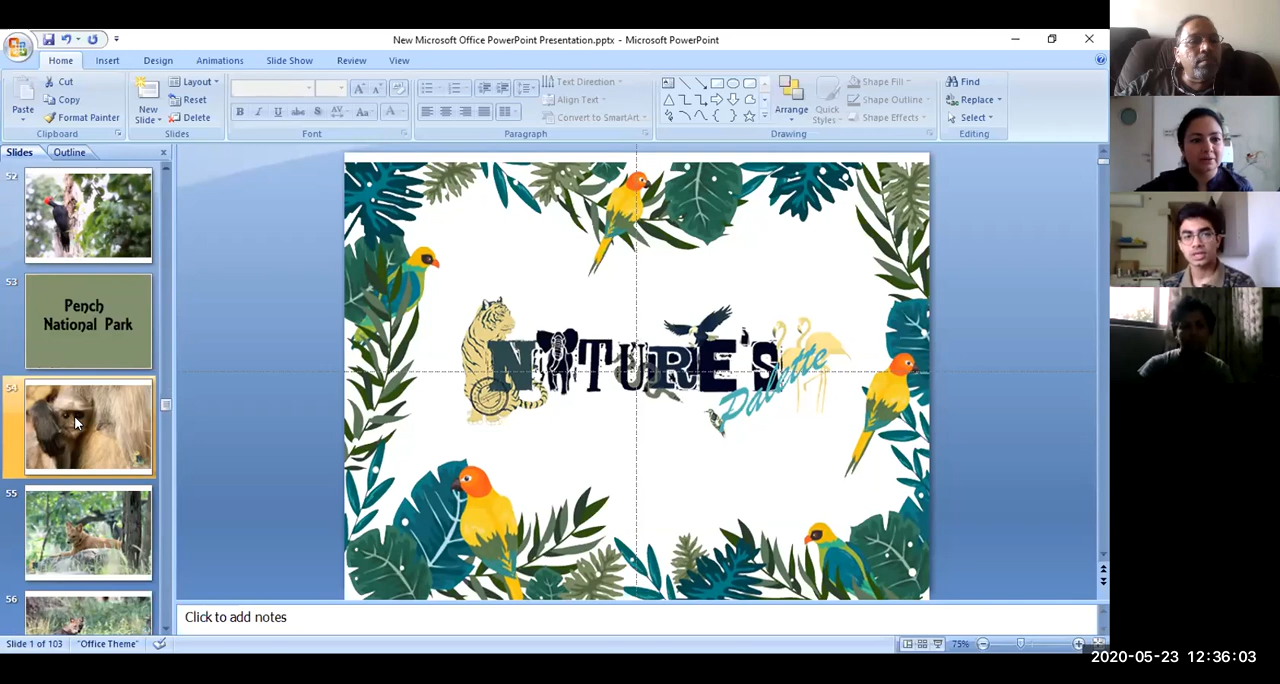 New Microsoft Office PowerPoint Presentation.pptx - Microsoft PowerPoint
Home Insert Design Animations Slide Show Review View
Paste
Cut
Copy
Format Painter
Clipboard
New Slide
Layout
Reset
Delete
Slides
B I U abc S AV Aa A
Font
Text Direction
Align Text
Convert to SmartArt
Paragraph
Arrange
Quick Styles
Shape Fill
Shape Outline
Shape Effects
Drawing
Find
Replace
Select
Editing
Slides Outline
52
53
Pench
National Park
54
55
56
NATURE'S
Palette
Click to add notes
Slide 1 of 103 "Office Theme" 75%
2020-05-23 12:36:03